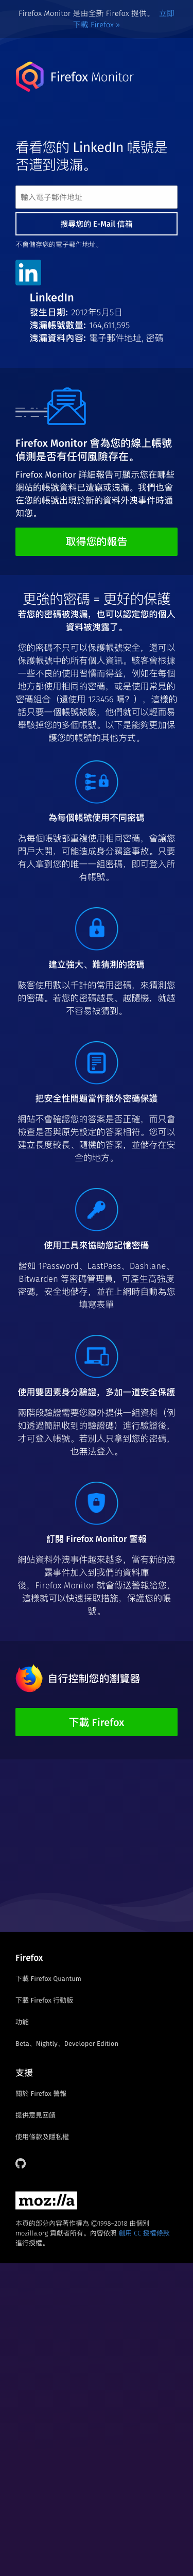 Firefox Monitor 是由全新 Firefox 提供。 立即
下載 Firefox »
Firefox Monitor
看看您的 LinkedIn 帳號是
否遭到洩漏。
輸入電子郵件地址
搜尋您的 E-Mail 信箱
不會儲存您的電子郵件地址。
in
LinkedIn
發生日期: 2012年5月5日
洩漏帳號數量: 164,611,595
洩漏資料內容: 電子郵件地址, 密碼
Firefox Monitor 會為您的線上帳號
偵測是否有任何風險存在。
Firefox Monitor 詳細報告可顯示您在哪些
網站的帳號資料已遭竊或洩漏。我們也會
在您的帳號出現於新的資料外洩事件時通
知您。
取得您的報告
更強的密碼 = 更好的保護
若您的密碼被洩漏，也可以認定您的個人
資料被洩露了。
您的密碼不只可以保護帳號安全，還可以
保護帳號中的所有個人資訊。駭客會根據
一些不良的使用習慣而得益，例如在每個
地方都使用相同的密碼，或是使用常見的
密碼組合（還使用 123456 嗎？），這樣的
話只要一個帳號被駭，他們就可以輕而易
舉駭掉您的多個帳號。以下是能夠更加保
護您的帳號的其他方式。
為每個帳號使用不同密碼
為每個帳號都重複使用相同密碼，會讓您
門戶大開，可能造成身分竊盜事故。只要
有人拿到您的唯一一組密碼，即可登入所
有帳號。
建立強大、難猜測的密碼
駭客使用數以千計的常用密碼，來猜測您
的密碼。若您的密碼越長、越隨機，就越
不容易被猜到。
把安全性問題當作額外密碼保護
網站不會確認您的答案是否正確，而只會
檢查是否與原先設定的答案相符。您可以
建立長度較長、隨機的答案，並儲存在安
全的地方。
使用工具來協助您記憶密碼
諸如 1Password、LastPass、Dashlane、
Bitwarden 等密碼管理員，可產生高強度
密碼，安全地儲存，並在上網時自動為您
填寫表單
使用雙因素身分驗證，多加一道安全保護
兩階段驗證需要您額外提供一組資料（例
如透過簡訊收到的驗證碼）進行驗證後，
才可登入帳號。若別人只拿到您的密碼，
也無法登入。
訂閱 Firefox Monitor 警報
網站資料外洩事件越來越多，當有新的洩
露事件加入到我們的資料庫
後，Firefox Monitor 就會傳送警報給您，
這樣就可以快速採取措施，保護您的帳
號。
自行控制您的瀏覽器
下載 Firefox
Firefox
下載 Firefox Quantum
下載 Firefox 行動版
功能
Beta、Nightly、Developer Edition
支援
關於 Firefox 警報
提供意見回饋
使用條款及隱私權
moz://a
本頁的部分內容著作權為 ©1998–2018 由個別
mozilla.org 貢獻者所有。內容依照 創用 CC 授權條款
進行授權。